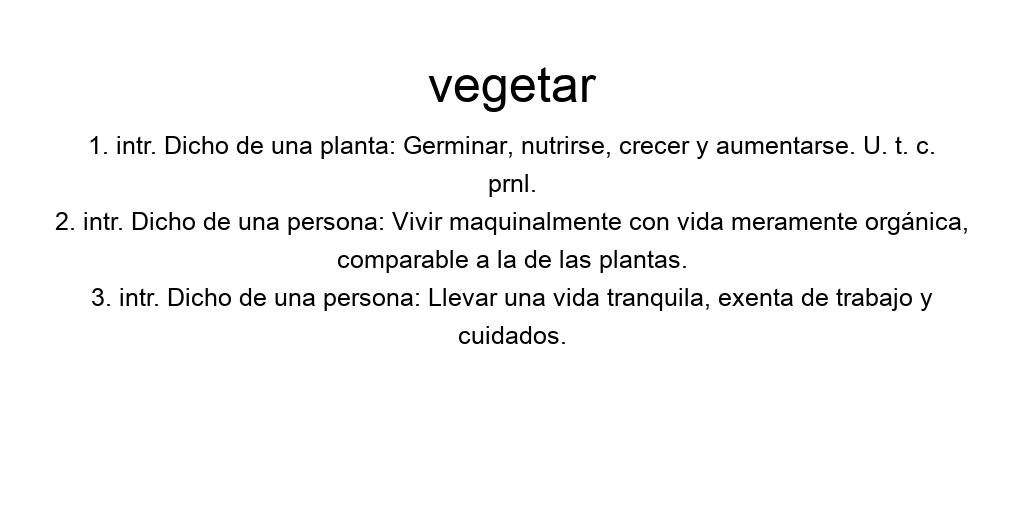 vegetar
1. intr. Dicho de una planta: Germinar, nutrirse, crecer y aumentarse. U. t. c.
prnl.
2. intr. Dicho de una persona: Vivir maquinalmente con vida meramente orgánica,
comparable a la de las plantas.
3. intr. Dicho de una persona: Llevar una vida tranquila, exenta de trabajo y
cuidados.